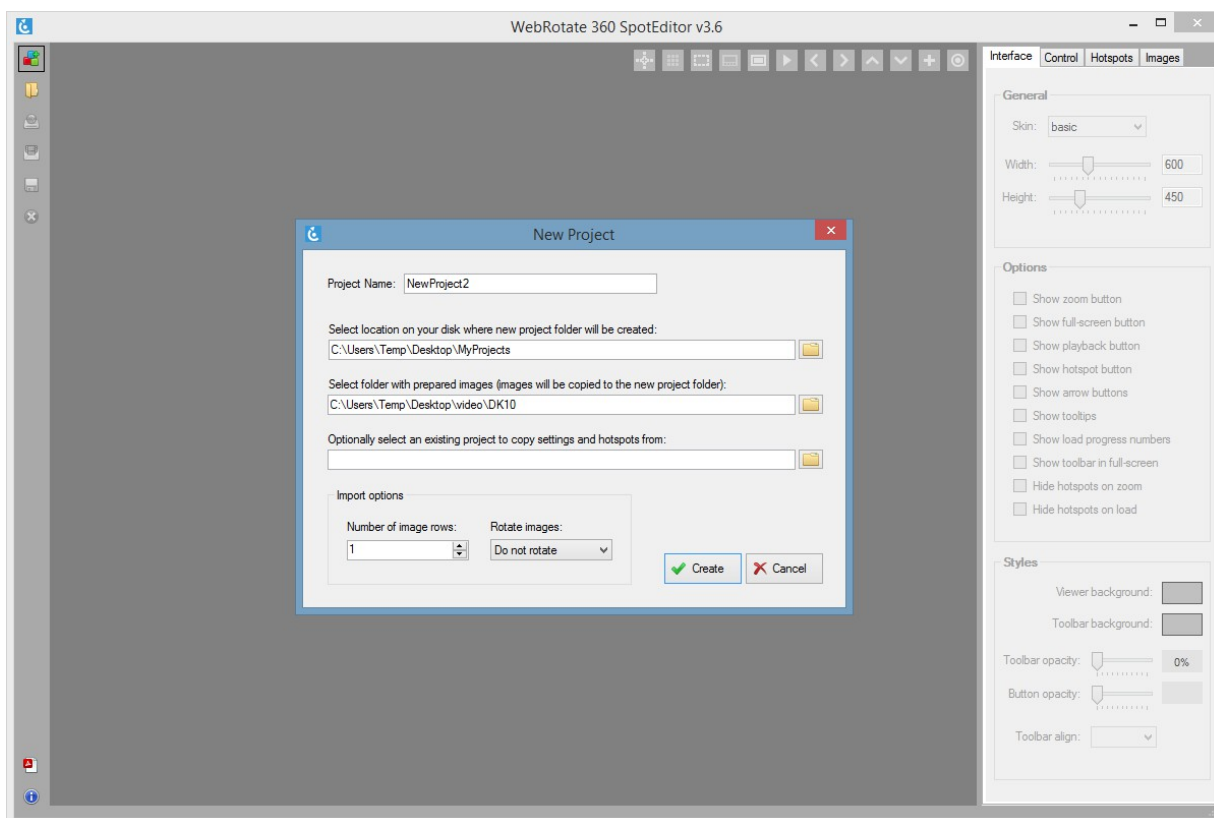 WebRotate 360 SpotEditor v3.6
Interface Control Hotspots Images
General
Skin: basic
Width: 600
Height: 450
New Project
Project Name: NewProject2
Select location on your disk where new project folder will be created:
C:\Users\Temp\Desktop\MyProjects
Select folder with prepared images (images will be copied to the new project folder):
C:\Users\Temp\Desktop\video\DK10
Optionally select an existing project to copy settings and hotspots from:
Import options
Number of image rows: Rotate images:
1 Do not rotate
Create Cancel
Options
Show zoom button
Show full-screen button
Show playback button
Show hotspot button
Show arrow buttons
Show tooltips
Show load progress numbers
Show toolbar in full-screen
Hide hotspots on zoom
Hide hotspots on load
Styles
Viewer background:
Toolbar background:
Toolbar opacity: 0%
Button opacity:
Toolbar align: